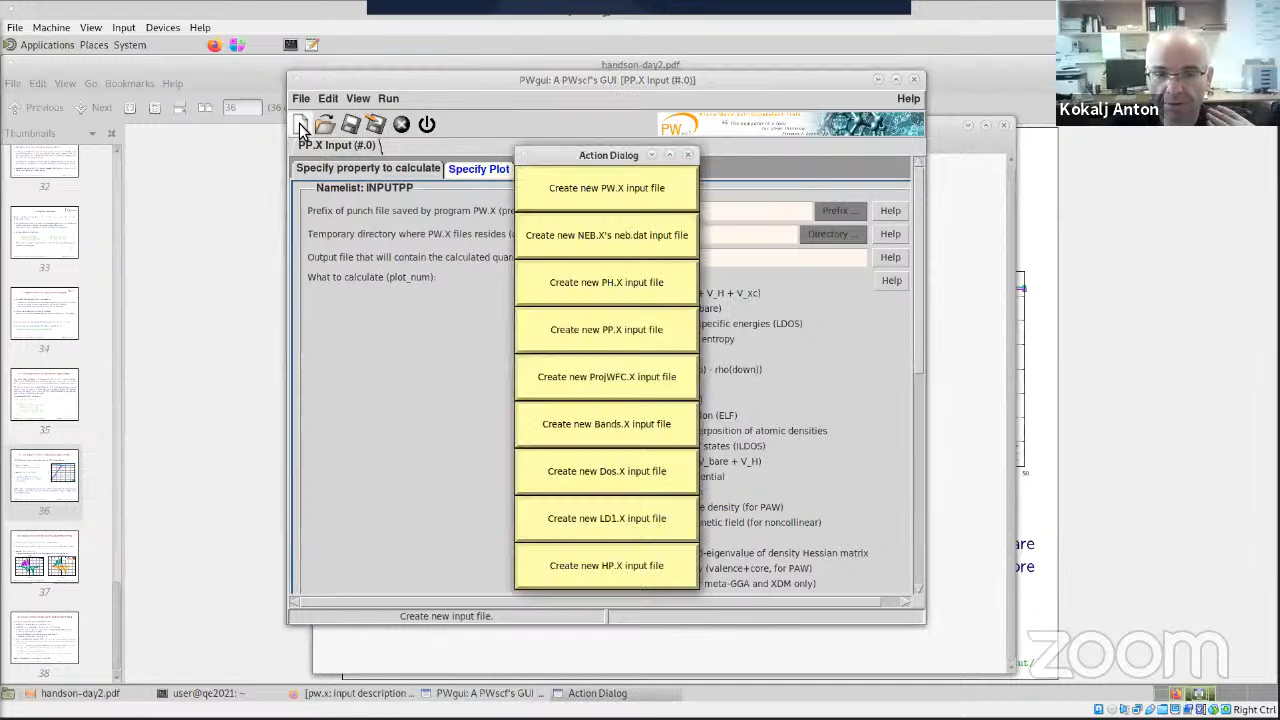 File Machine View Input Devices Help
Applications Places System
handson-day2.pdf
File Edit View Go Bookmarks Help
Previous Next 36
Thumbnails
32
33
34
35
36
37
38
PWgui: A PWscf's GUI [PP.X Input (#.0)]
File Edit View Run Help
PW
PP.X Input (#.0)
Specify property to calculate Specify Plot
Namelist: INPUTPP
Prefix of punch file saved by program PW.X
Prefix ... Help
Temporary directory where PW.X files resides
Directory ... Help
Output file that will contain the calculated
Help
What to calculate (plot_num):
Help
+ V_H + V_xc)
specific energies (LDOS)
entropy
- rho(down))
(ELF)
states (ILDOS)
of atomic densities
V_bare + V_H)
density (for PAW)
field (for noncollinear)
-eigenvalue of density Hessian matrix
(valence+core, for PAW)
meta-GGA and XDM only)
Create new input file.
Action Dialog
Create new PW.X input file
Create new NEB.X's neb.dat input file
Create new PH.X input file
Create new PP.X input file
Create new ProjWFC.X input file
Create new Bands.X input file
Create new Dos.X input file
Create new LD1.X input file
Create new HP.X input file
50
Kokalj Anton
zoom
handson-day2.pdf user@qe2021: ~ [pw.x: input description ... PWgui: A PWscf's GUI ... Action Dialog
Right Ctrl